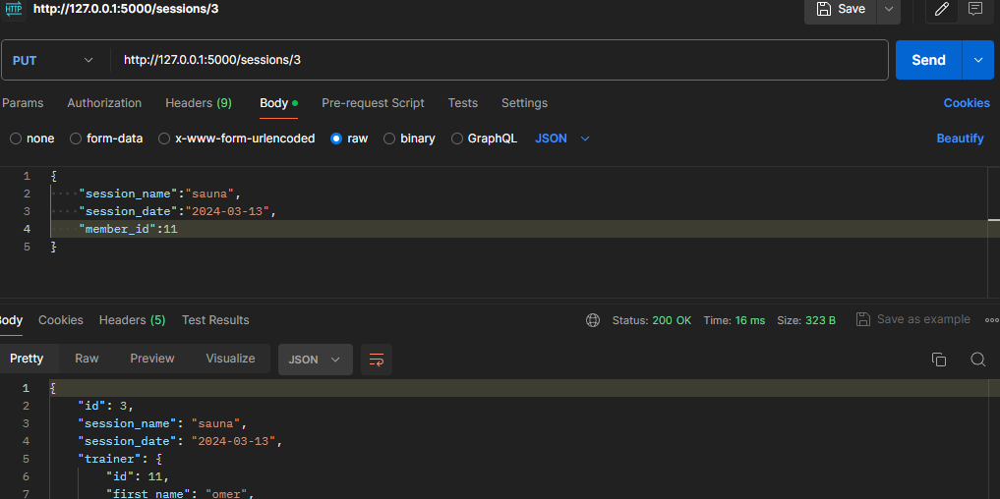 HTTP http://127.0.0.1:5000/sessions/3 Save
PUT http://127.0.0.1:5000/sessions/3 Send
Params Authorization Headers (9) Body Pre-request Script Tests Settings Cookies
none form-data x-www-form-urlencoded raw binary GraphQL JSON Beautify
1 {
2 "session_name":"sauna",
3 "session_date":"2024-03-13",
4 "member_id":11
5 }
Body Cookies Headers (5) Test Results Status: 200 OK Time: 16 ms Size: 323 B Save as example
Pretty Raw Preview Visualize JSON
1 {
2 "id": 3,
3 "session_name": "sauna",
4 "session_date": "2024-03-13",
5 "trainer": {
6 "id": 11,
7 "first_name": "omer",